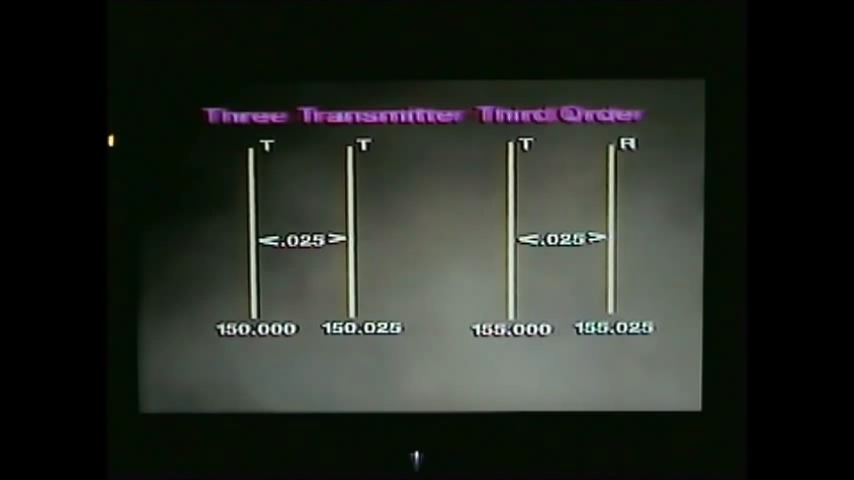 Three Transmitter Third Order
T T T R
<.025> <.025>
150.000 150.025 155.000 155.025